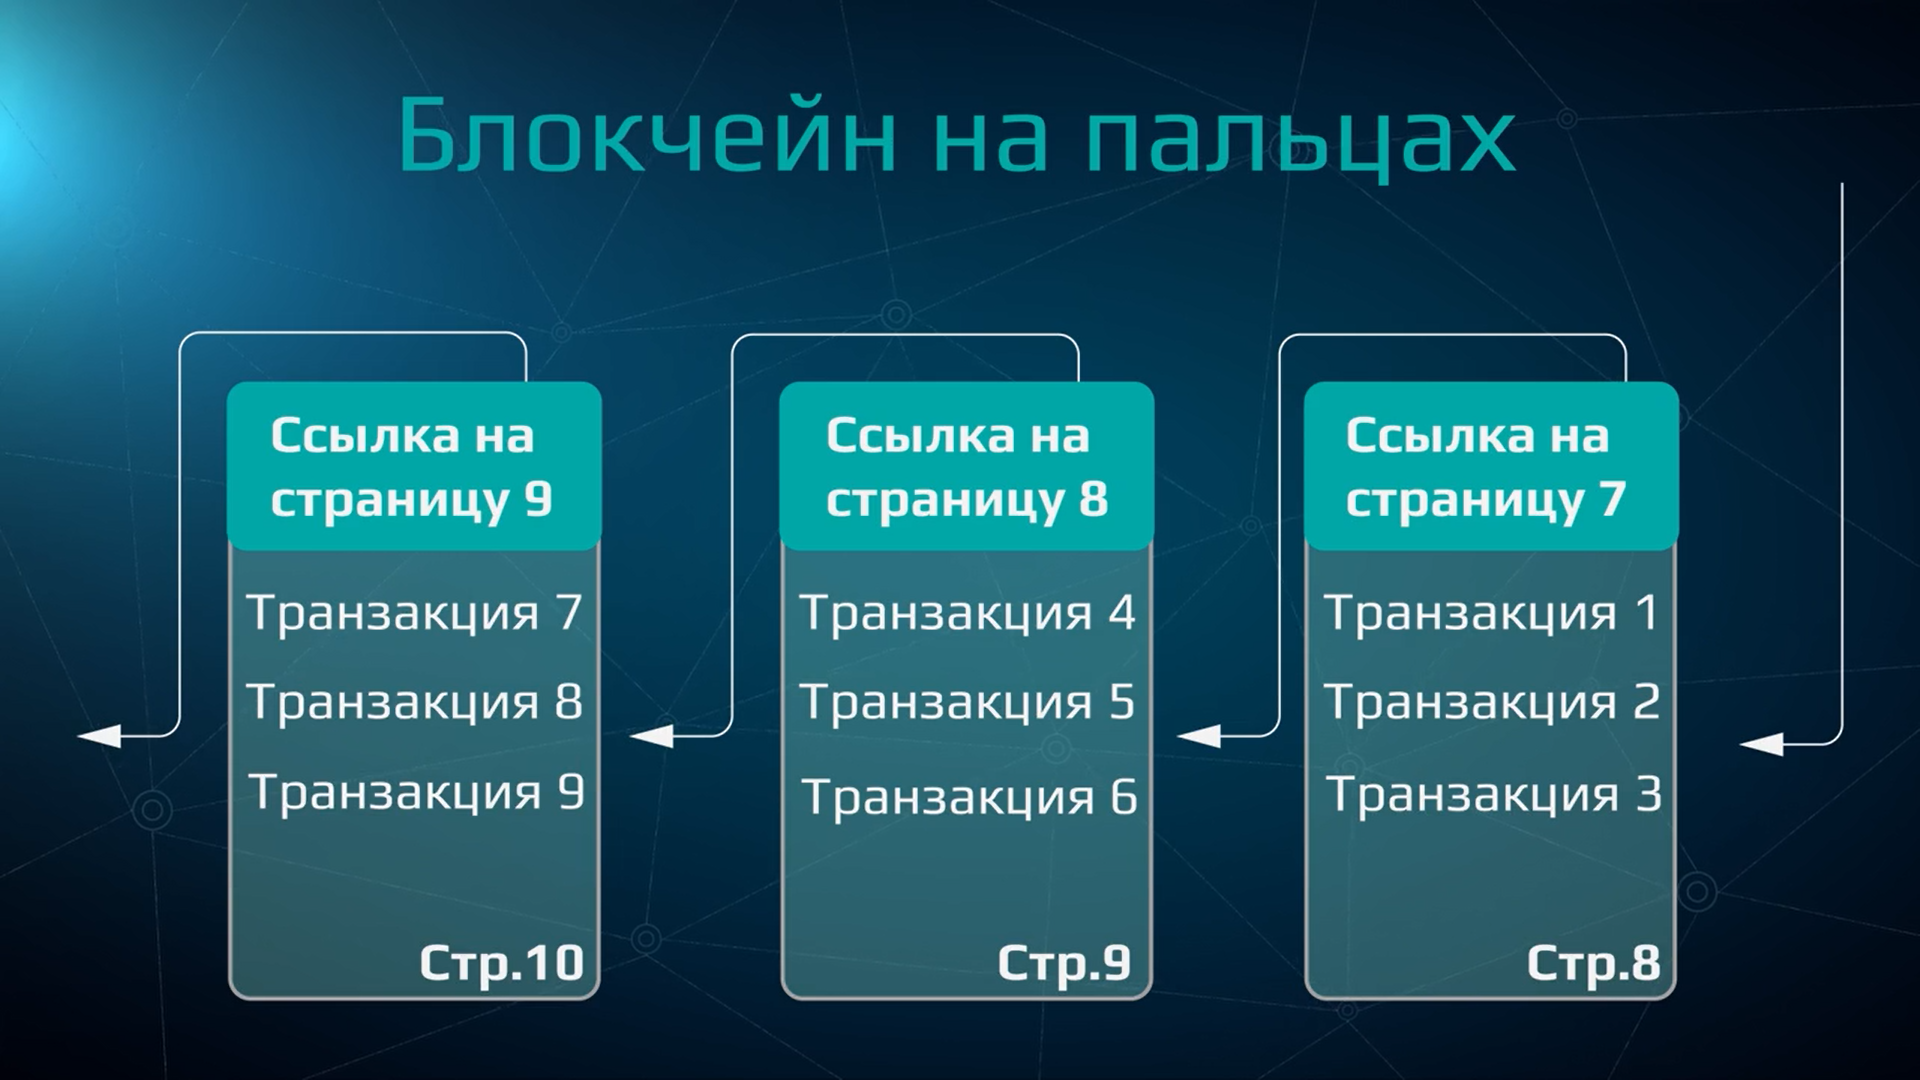 Блокчейн на пальцах
Ссылка на
страницу 9
Транзакция 7
Транзакция 8
Транзакция 9
Стр.10
Ссылка на
страницу 8
Транзакция 4
Транзакция 5
Транзакция 6
Стр.9
Ссылка на
страницу 7
Транзакция 1
Транзакция 2
Транзакция 3
Стр.8